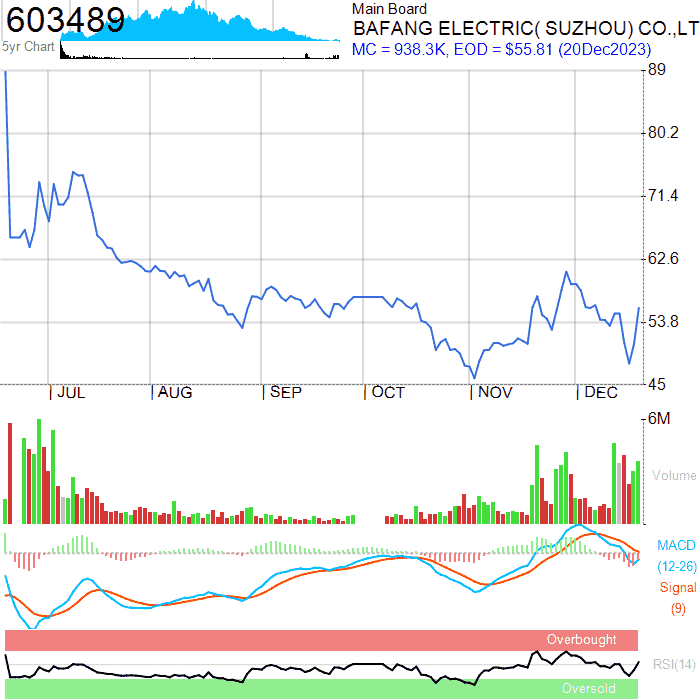 603489
5yr Chart
Main Board
BAFANG ELECTRIC( SUZHOU) CO.,LT
MC = 938.3K, EOD = $55.81 (20Dec2023)
89
80.2
71.4
62.6
53.8
45
JUL AUG SEP OCT NOV DEC
6M
Volume
MACD
(12-26)
Signal
(9)
Overbought
RSI(14)
Oversold